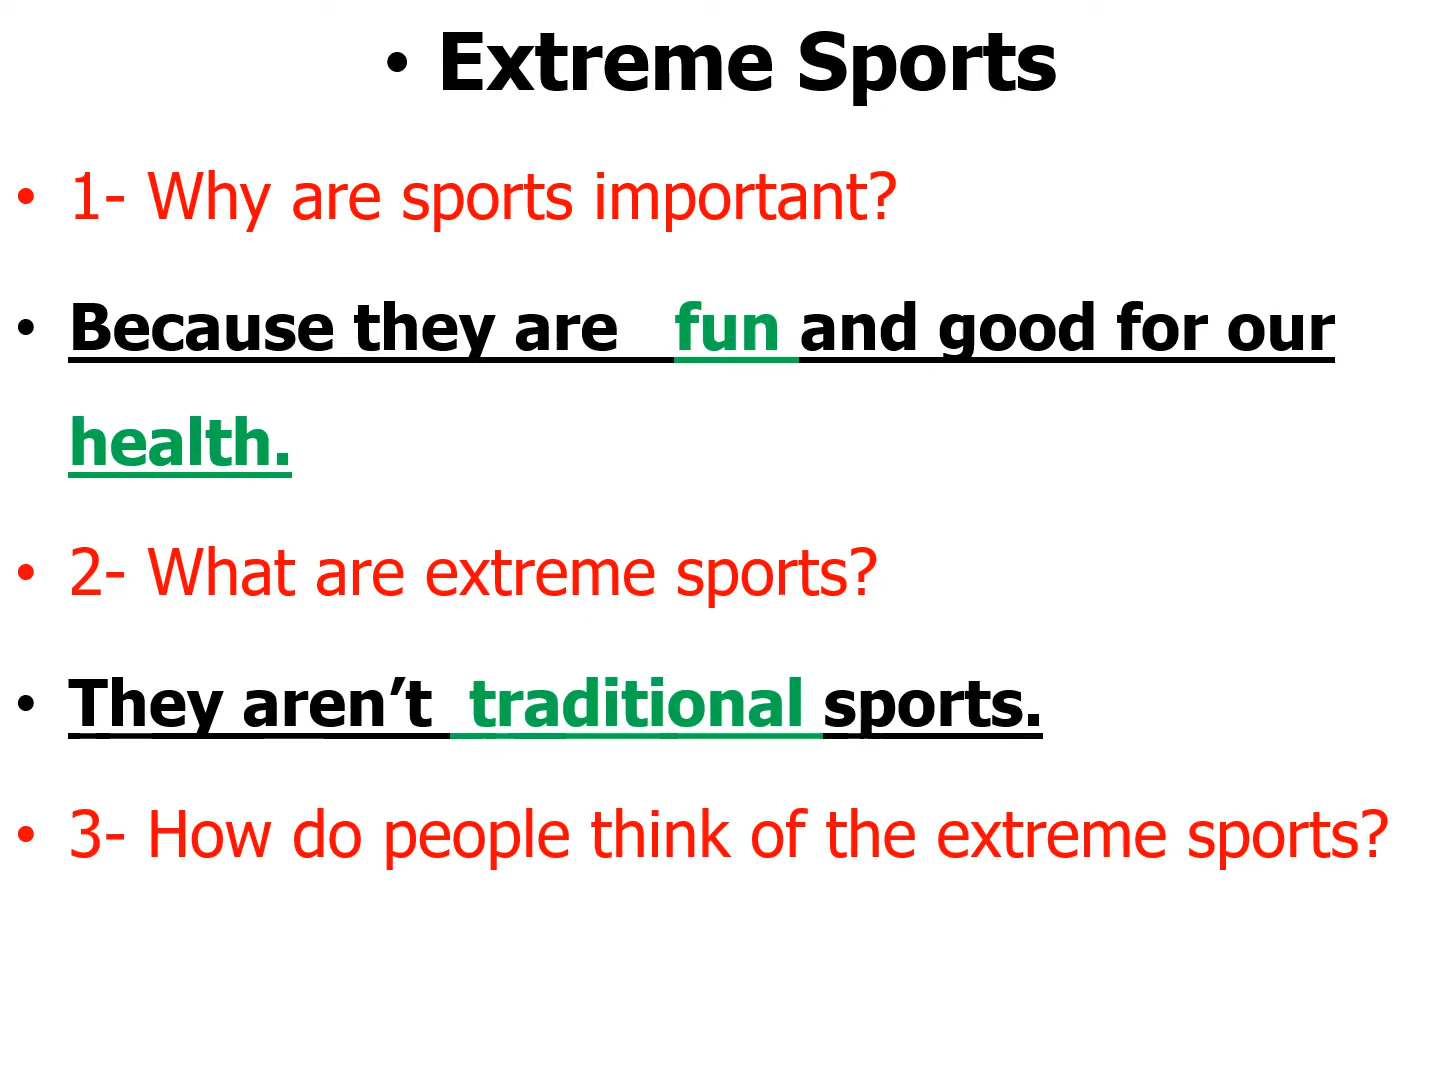 • Extreme Sports
• 1- Why are sports important?
• Because they are fun and good for our
health.
• 2- What are extreme sports?
• They aren’t traditional sports.
• 3- How do people think of the extreme sports?